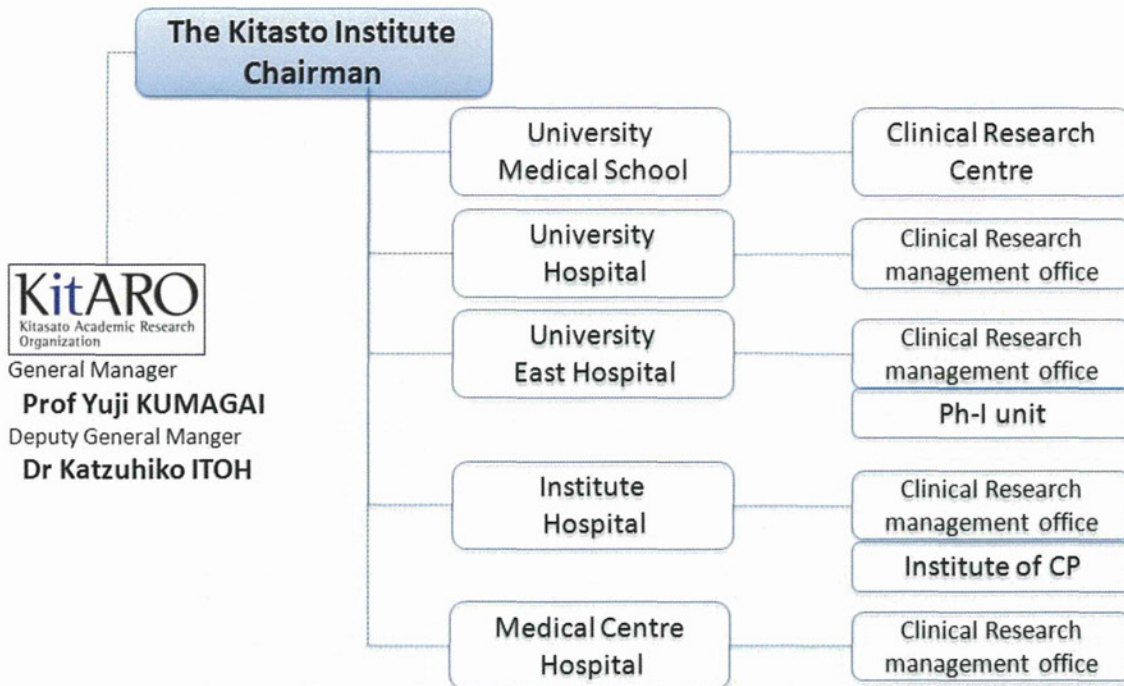 The Kitasto Institute
Chairman
University
Medical School
Clinical Research
Centre
University
Hospital
Clinical Research
management office
University
East Hospital
Clinical Research
management office
Ph-I unit
Institute
Hospital
Clinical Research
management office
Institute of CP
Medical Centre
Hospital
Clinical Research
management office
KitARO
Kitasato Academic Research
Organization
General Manager
Prof Yuji KUMAGAI
Deputy General Manger
Dr Katzuhiko ITOH